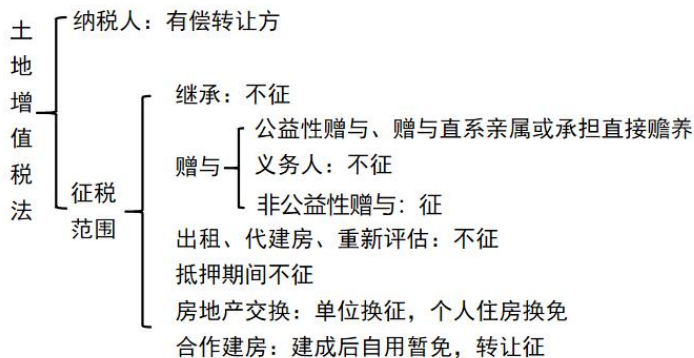 土地增值税法
纳税人：有偿转让方
征税
范围
继承：不征
赠与
公益性赠与、赠与直系亲属或承担直接赡养
义务人：不征
非公益性赠与：征
出租、代建房、重新评估：不征
抵押期间不征
房地产交换：单位换征，个人住房换免
合作建房：建成后自用暂免，转让征